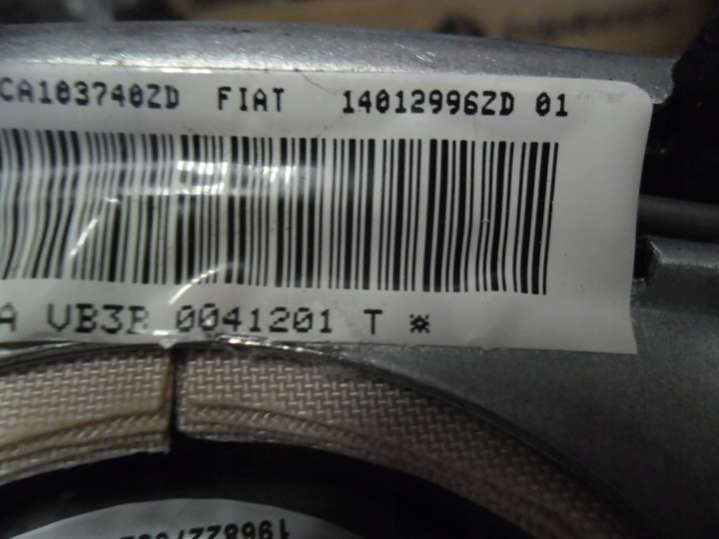 CA103740ZD FIAT 14012996ZD 01
A VB3R 0041201 T ※